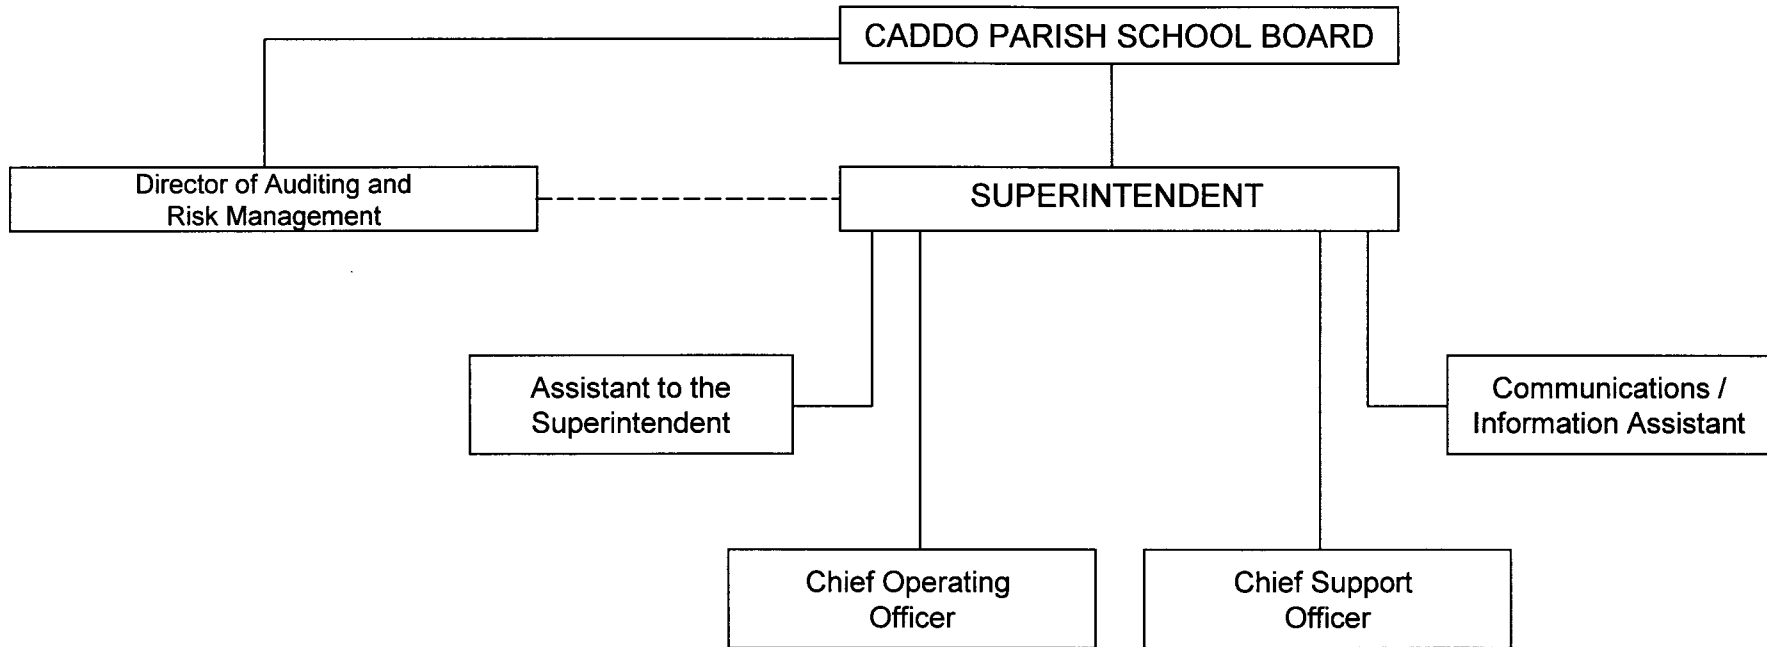 CADDO PARISH SCHOOL BOARD
Director of Auditing and
Risk Management
SUPERINTENDENT
Assistant to the
Superintendent
Communications /
Information Assistant
Chief Operating
Officer
Chief Support
Officer